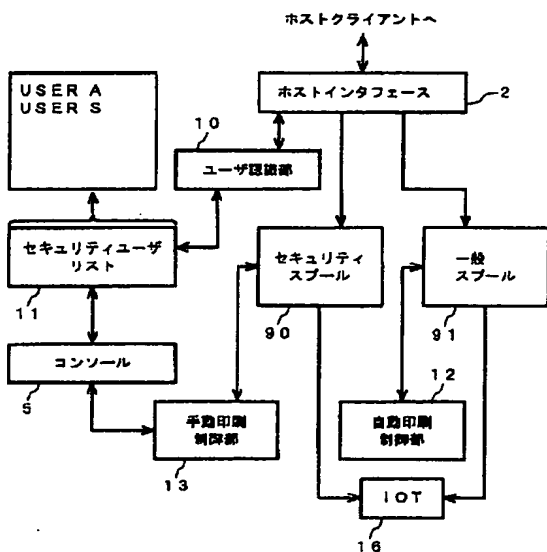 ホストクライアントへ
USER A
USER S
ホストインタフェース
2
10
ユーザ認識部
セキュリティユーザ
リスト
11
セキュリティ
スプール
90
一般
スプール
91
コンソール
5
手動印刷
制御部
13
12
自動印刷
制御部
IOT
16